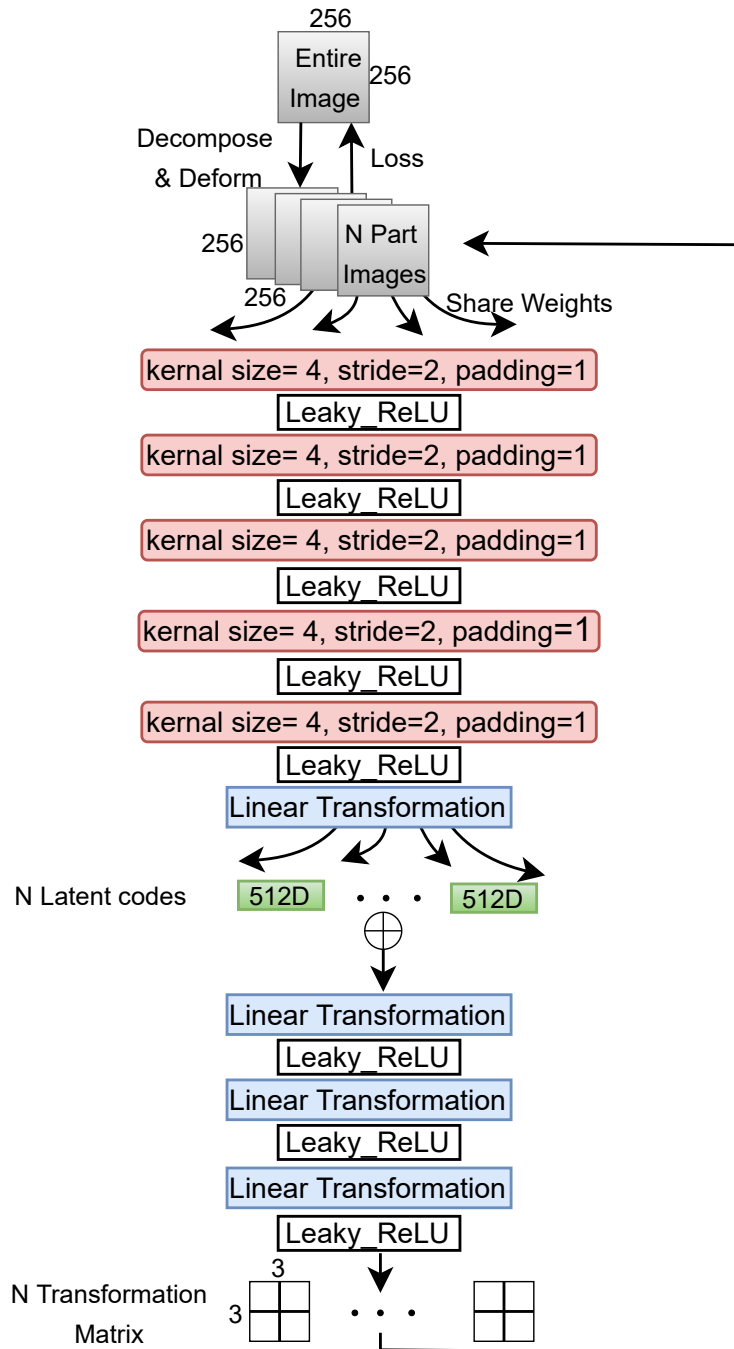 256
Entire
Image
256
Decompose
& Deform
Loss
256
N Part
Images
256
Share Weights
kernal size= 4, stride=2, padding=1
Leaky_ReLU
kernal size= 4, stride=2, padding=1
Leaky_ReLU
kernal size= 4, stride=2, padding=1
Leaky_ReLU
kernal size= 4, stride=2, padding=1
Leaky_ReLU
kernal size= 4, stride=2, padding=1
Leaky_ReLU
Linear Transformation
N Latent codes
512D
. . .
512D
Linear Transformation
Leaky_ReLU
Linear Transformation
Leaky_ReLU
Linear Transformation
Leaky_ReLU
N Transformation
Matrix
3
3
. . .